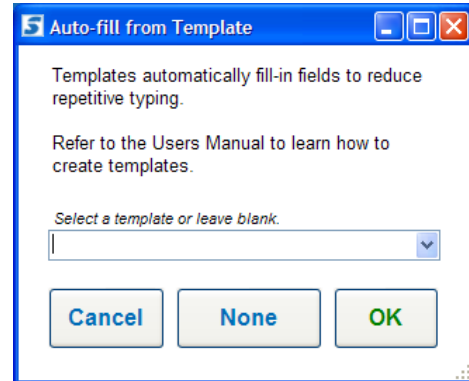 Auto-fill from Template
Templates automatically fill-in fields to reduce
repetitive typing.
Refer to the Users Manual to learn how to
create templates.
Select a template or leave blank.
Cancel
None
OK